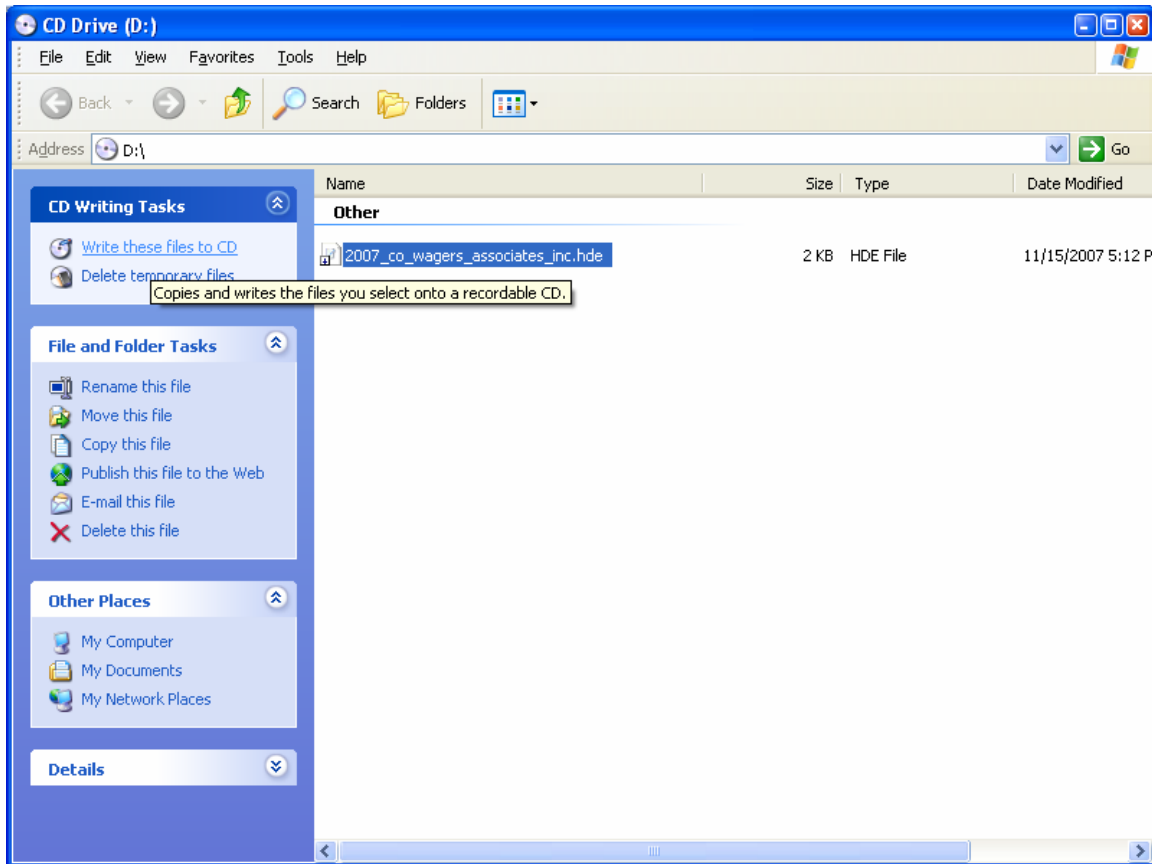 CD Drive (D:)
File Edit View Favorites Tools Help
Back Search Folders
Address D:\ Go
Name Size Type Date Modified
CD Writing Tasks
Other
Write these files to CD
2007_co_wagers_associates_inc.hde 2 KB HDE File 11/15/2007 5:12 P
Delete temporary files
Copies and writes the files you select onto a recordable CD.
File and Folder Tasks
Rename this file
Move this file
Copy this file
Publish this file to the Web
E-mail this file
Delete this file
Other Places
My Computer
My Documents
My Network Places
Details